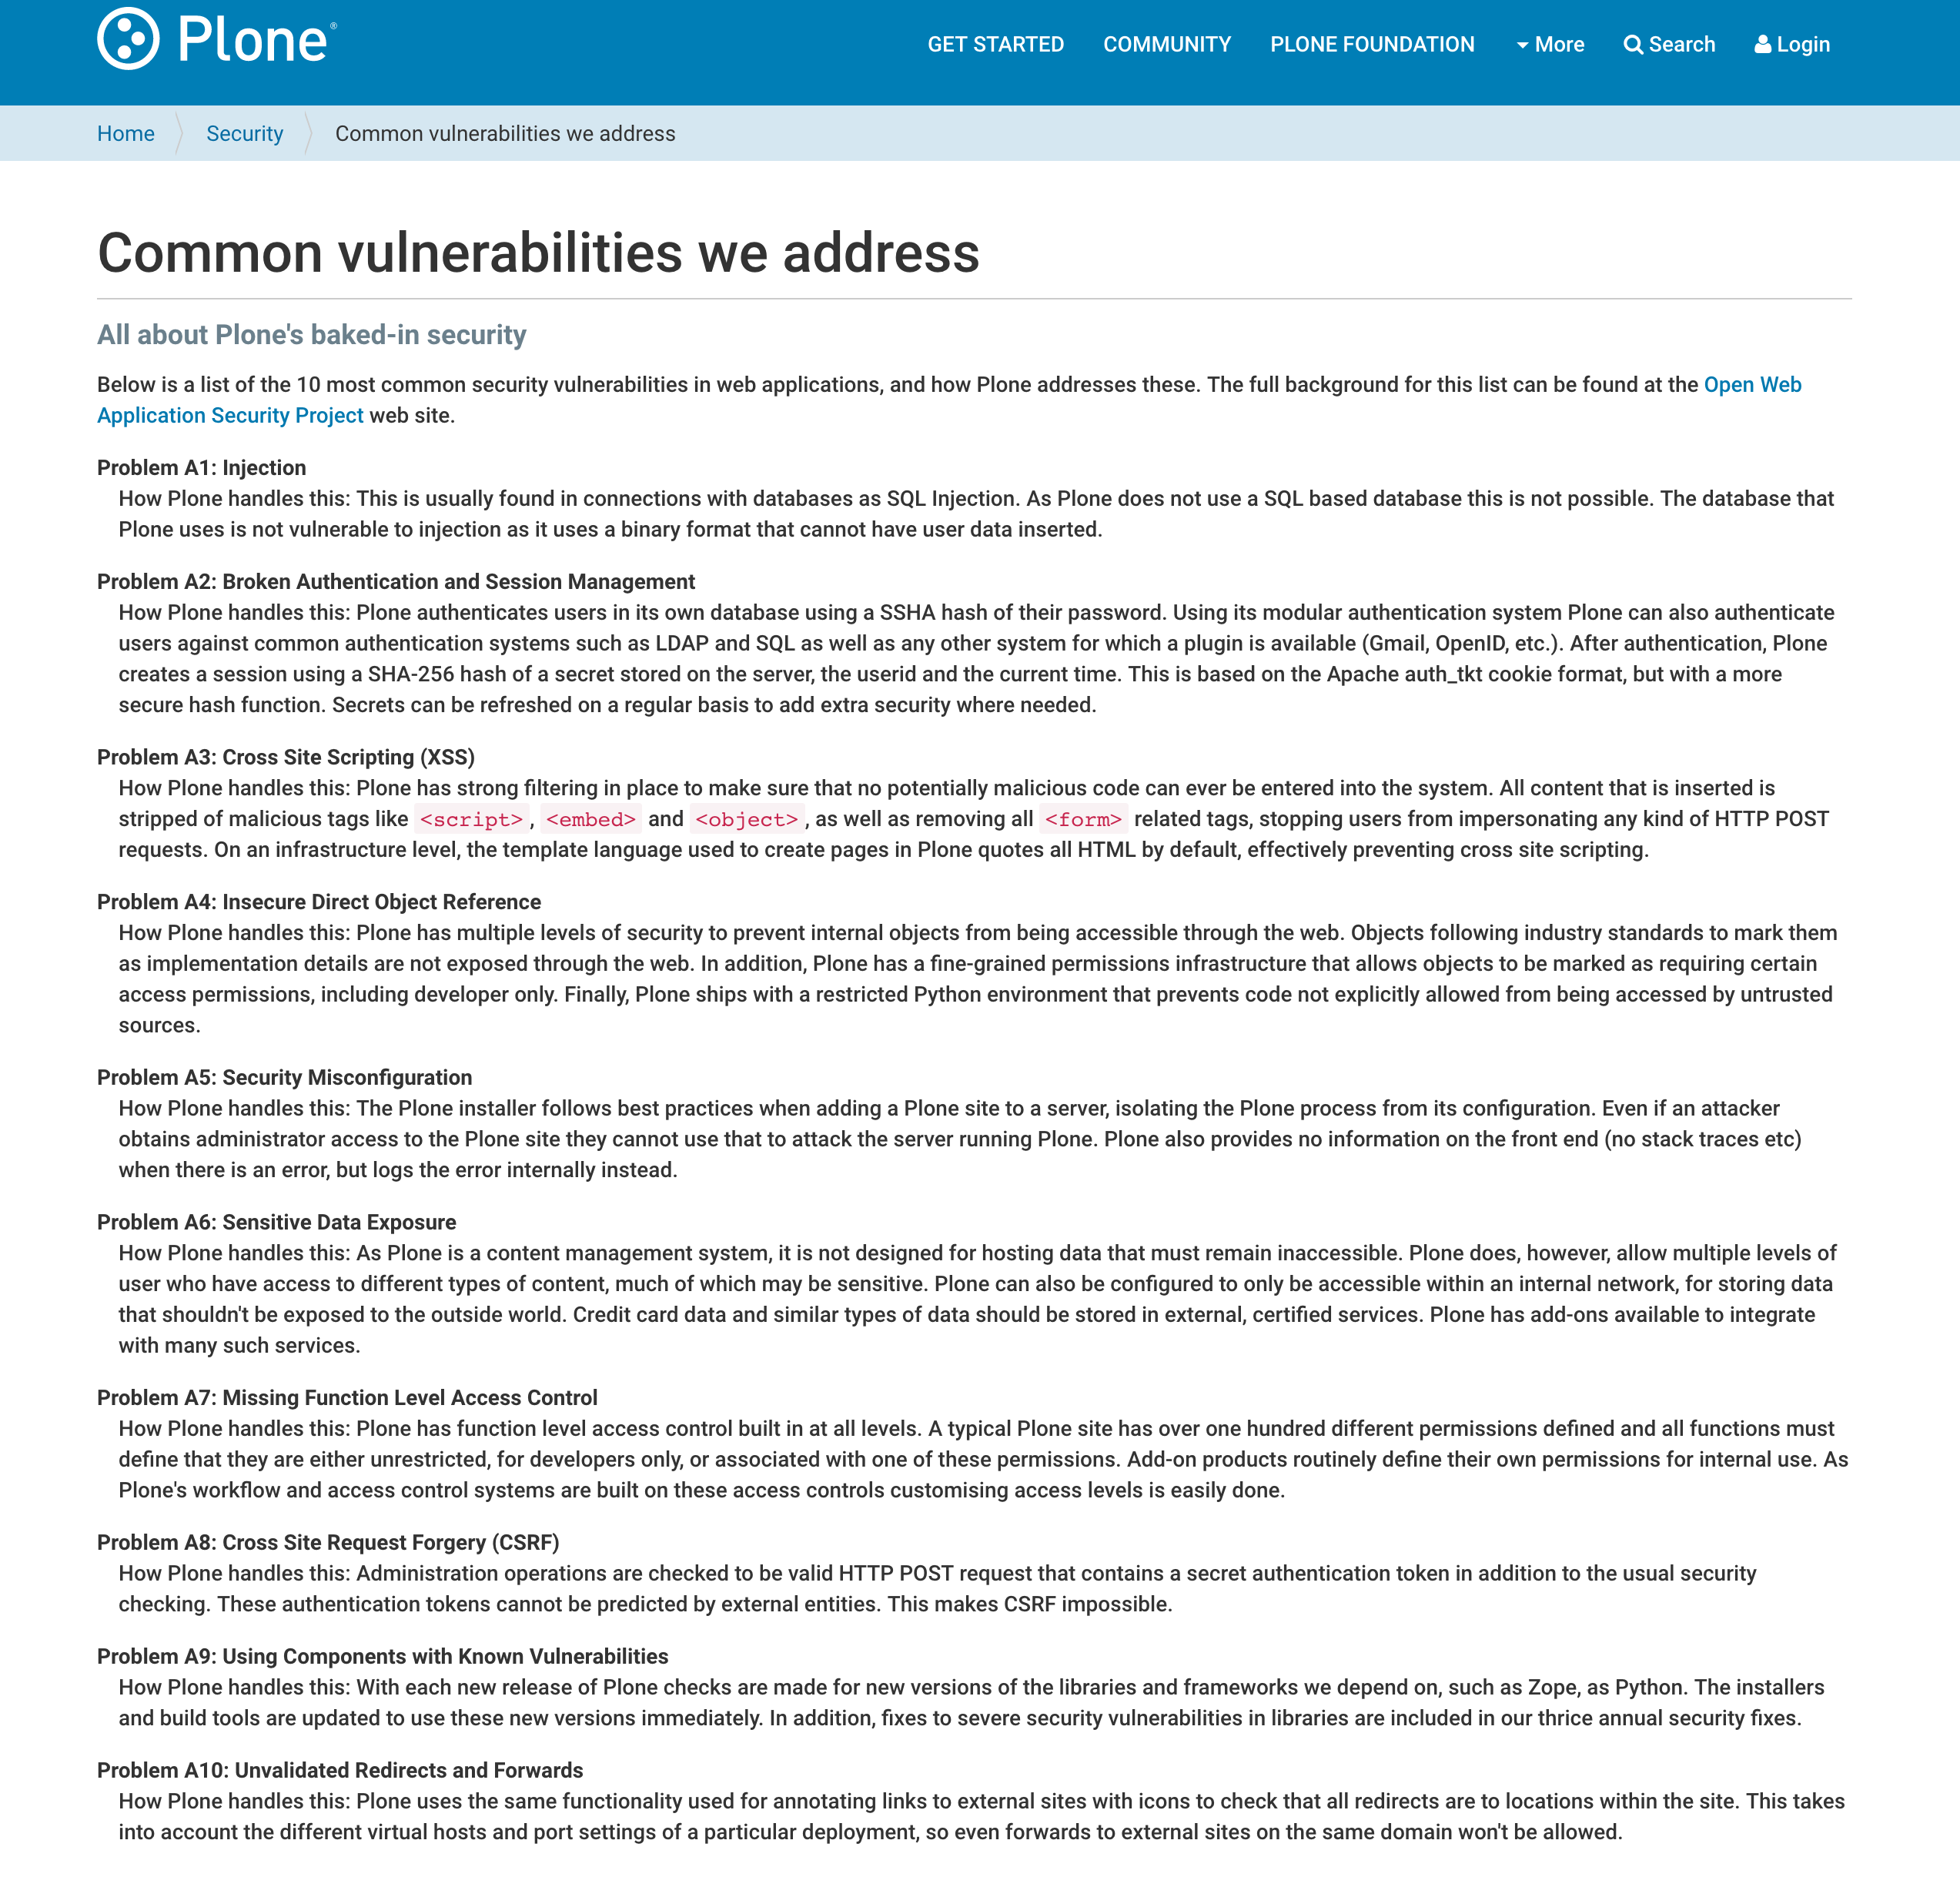 Plone®
GET STARTED COMMUNITY PLONE FOUNDATION More Search Login
Home Security Common vulnerabilities we address
Common vulnerabilities we address
All about Plone's baked-in security
Below is a list of the 10 most common security vulnerabilities in web applications, and how Plone addresses these. The full background for this list can be found at the Open Web
Application Security Project web site.
Problem A1: Injection
How Plone handles this: This is usually found in connections with databases as SQL Injection. As Plone does not use a SQL based database this is not possible. The database that
Plone uses is not vulnerable to injection as it uses a binary format that cannot have user data inserted.
Problem A2: Broken Authentication and Session Management
How Plone handles this: Plone authenticates users in its own database using a SSHA hash of their password. Using its modular authentication system Plone can also authenticate
users against common authentication systems such as LDAP and SQL as well as any other system for which a plugin is available (Gmail, OpenID, etc.). After authentication, Plone
creates a session using a SHA-256 hash of a secret stored on the server, the userid and the current time. This is based on the Apache auth_tkt cookie format, but with a more
secure hash function. Secrets can be refreshed on a regular basis to add extra security where needed.
Problem A3: Cross Site Scripting (XSS)
How Plone handles this: Plone has strong filtering in place to make sure that no potentially malicious code can ever be entered into the system. All content that is inserted is
stripped of malicious tags like <script>, <embed> and <object>, as well as removing all <form> related tags, stopping users from impersonating any kind of HTTP POST
requests. On an infrastructure level, the template language used to create pages in Plone quotes all HTML by default, effectively preventing cross site scripting.
Problem A4: Insecure Direct Object Reference
How Plone handles this: Plone has multiple levels of security to prevent internal objects from being accessible through the web. Objects following industry standards to mark them
as implementation details are not exposed through the web. In addition, Plone has a fine-grained permissions infrastructure that allows objects to be marked as requiring certain
access permissions, including developer only. Finally, Plone ships with a restricted Python environment that prevents code not explicitly allowed from being accessed by untrusted
sources.
Problem A5: Security Misconfiguration
How Plone handles this: The Plone installer follows best practices when adding a Plone site to a server, isolating the Plone process from its configuration. Even if an attacker
obtains administrator access to the Plone site they cannot use that to attack the server running Plone. Plone also provides no information on the front end (no stack traces etc)
when there is an error, but logs the error internally instead.
Problem A6: Sensitive Data Exposure
How Plone handles this: As Plone is a content management system, it is not designed for hosting data that must remain inaccessible. Plone does, however, allow multiple levels of
user who have access to different types of content, much of which may be sensitive. Plone can also be configured to only be accessible within an internal network, for storing data
that shouldn't be exposed to the outside world. Credit card data and similar types of data should be stored in external, certified services. Plone has add-ons available to integrate
with many such services.
Problem A7: Missing Function Level Access Control
How Plone handles this: Plone has function level access control built in at all levels. A typical Plone site has over one hundred different permissions defined and all functions must
define that they are either unrestricted, for developers only, or associated with one of these permissions. Add-on products routinely define their own permissions for internal use. As
Plone's workflow and access control systems are built on these access controls customising access levels is easily done.
Problem A8: Cross Site Request Forgery (CSRF)
How Plone handles this: Administration operations are checked to be valid HTTP POST request that contains a secret authentication token in addition to the usual security
checking. These authentication tokens cannot be predicted by external entities. This makes CSRF impossible.
Problem A9: Using Components with Known Vulnerabilities
How Plone handles this: With each new release of Plone checks are made for new versions of the libraries and frameworks we depend on, such as Zope, as Python. The installers
and build tools are updated to use these new versions immediately. In addition, fixes to severe security vulnerabilities in libraries are included in our thrice annual security fixes.
Problem A10: Unvalidated Redirects and Forwards
How Plone handles this: Plone uses the same functionality used for annotating links to external sites with icons to check that all redirects are to locations within the site. This takes
into account the different virtual hosts and port settings of a particular deployment, so even forwards to external sites on the same domain won't be allowed.